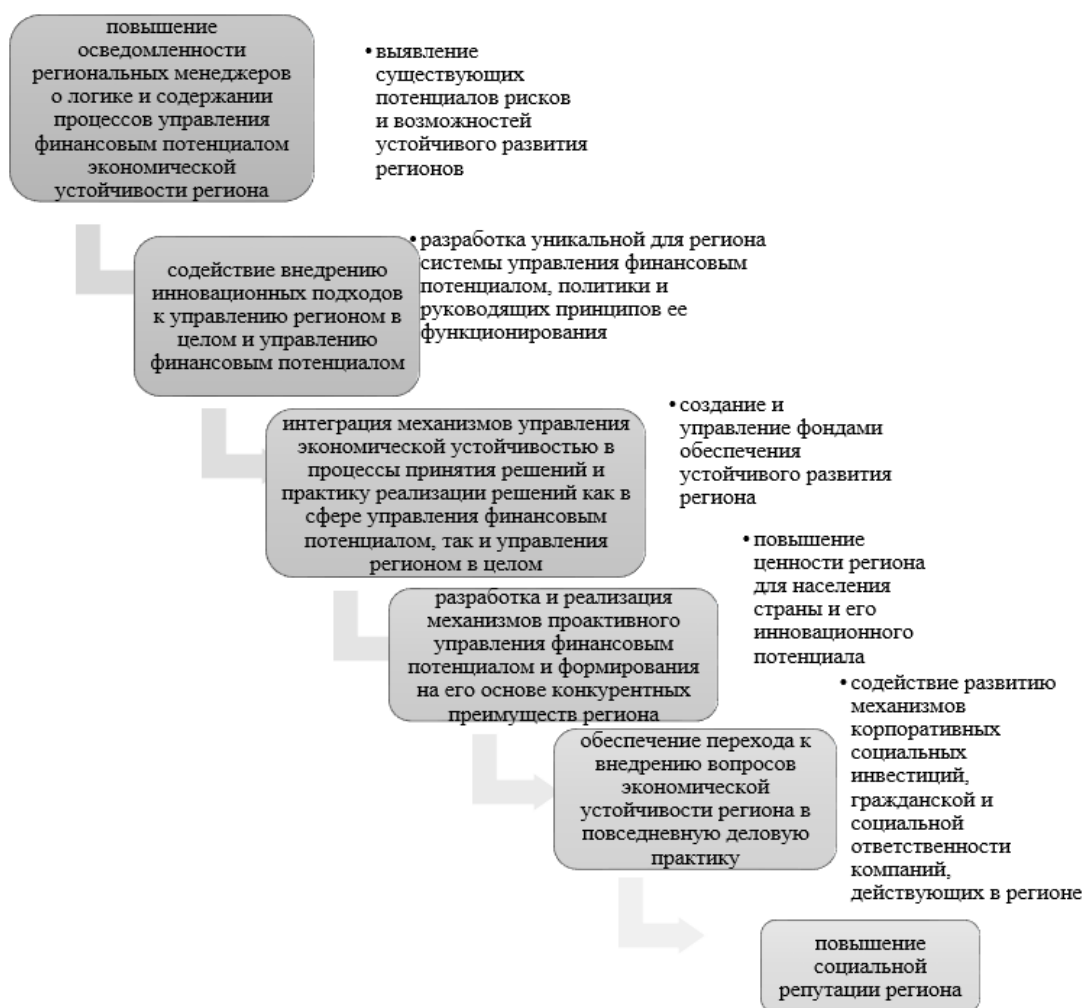 повышение
осведомленности
региональных менеджеров
о логике и содержании
процессов управления
финансовым потенциалом
экономической
устойчивости региона
• выявление
существующих
потенциалов рисков
и возможностей
устойчивого развития
регионов
содействие внедрению
инновационных подходов
к управлению регионом в
целом и управлению
финансовым потенциалом
• разработка уникальной для региона
системы управления финансовым
потенциалом, политики и
руководящих принципов ее
функционирования
интеграция механизмов управления
экономической устойчивостью в
процессы принятия решений и
практику реализации решений как в
сфере управления финансовым
потенциалом, так и управления
регионом в целом
• создание и
управление фондами
обеспечения
устойчивого развития
региона
разработка и реализация
механизмов проактивного
управления финансовым
потенциалом и формирования
на его основе конкурентных
преимуществ региона
• повышение
ценности региона
для населения
страны и его
инновационного
потенциала
обеспечение перехода к
внедрению вопросов
экономической
устойчивости региона в
повседневную деловую
практику
• содействие развитию
механизмов
корпоративных
социальных
инвестиций,
гражданской и
социальной
ответственности
компаний,
действующих в регионе
повышение
социальной
репутации региона